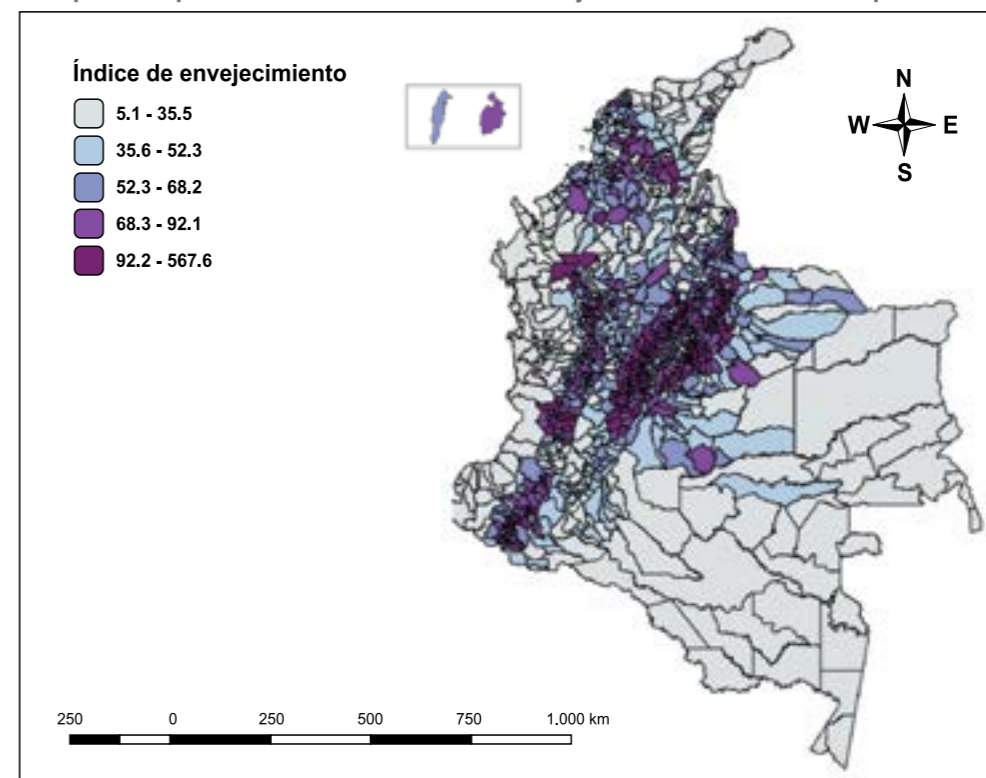 Índice de envejecimiento
5.1 - 35.5
35.6 - 52.3
52.3 - 68.2
68.3 - 92.1
92.2 - 567.6
N
W E
S
250 0 250 500 750 1.000 km